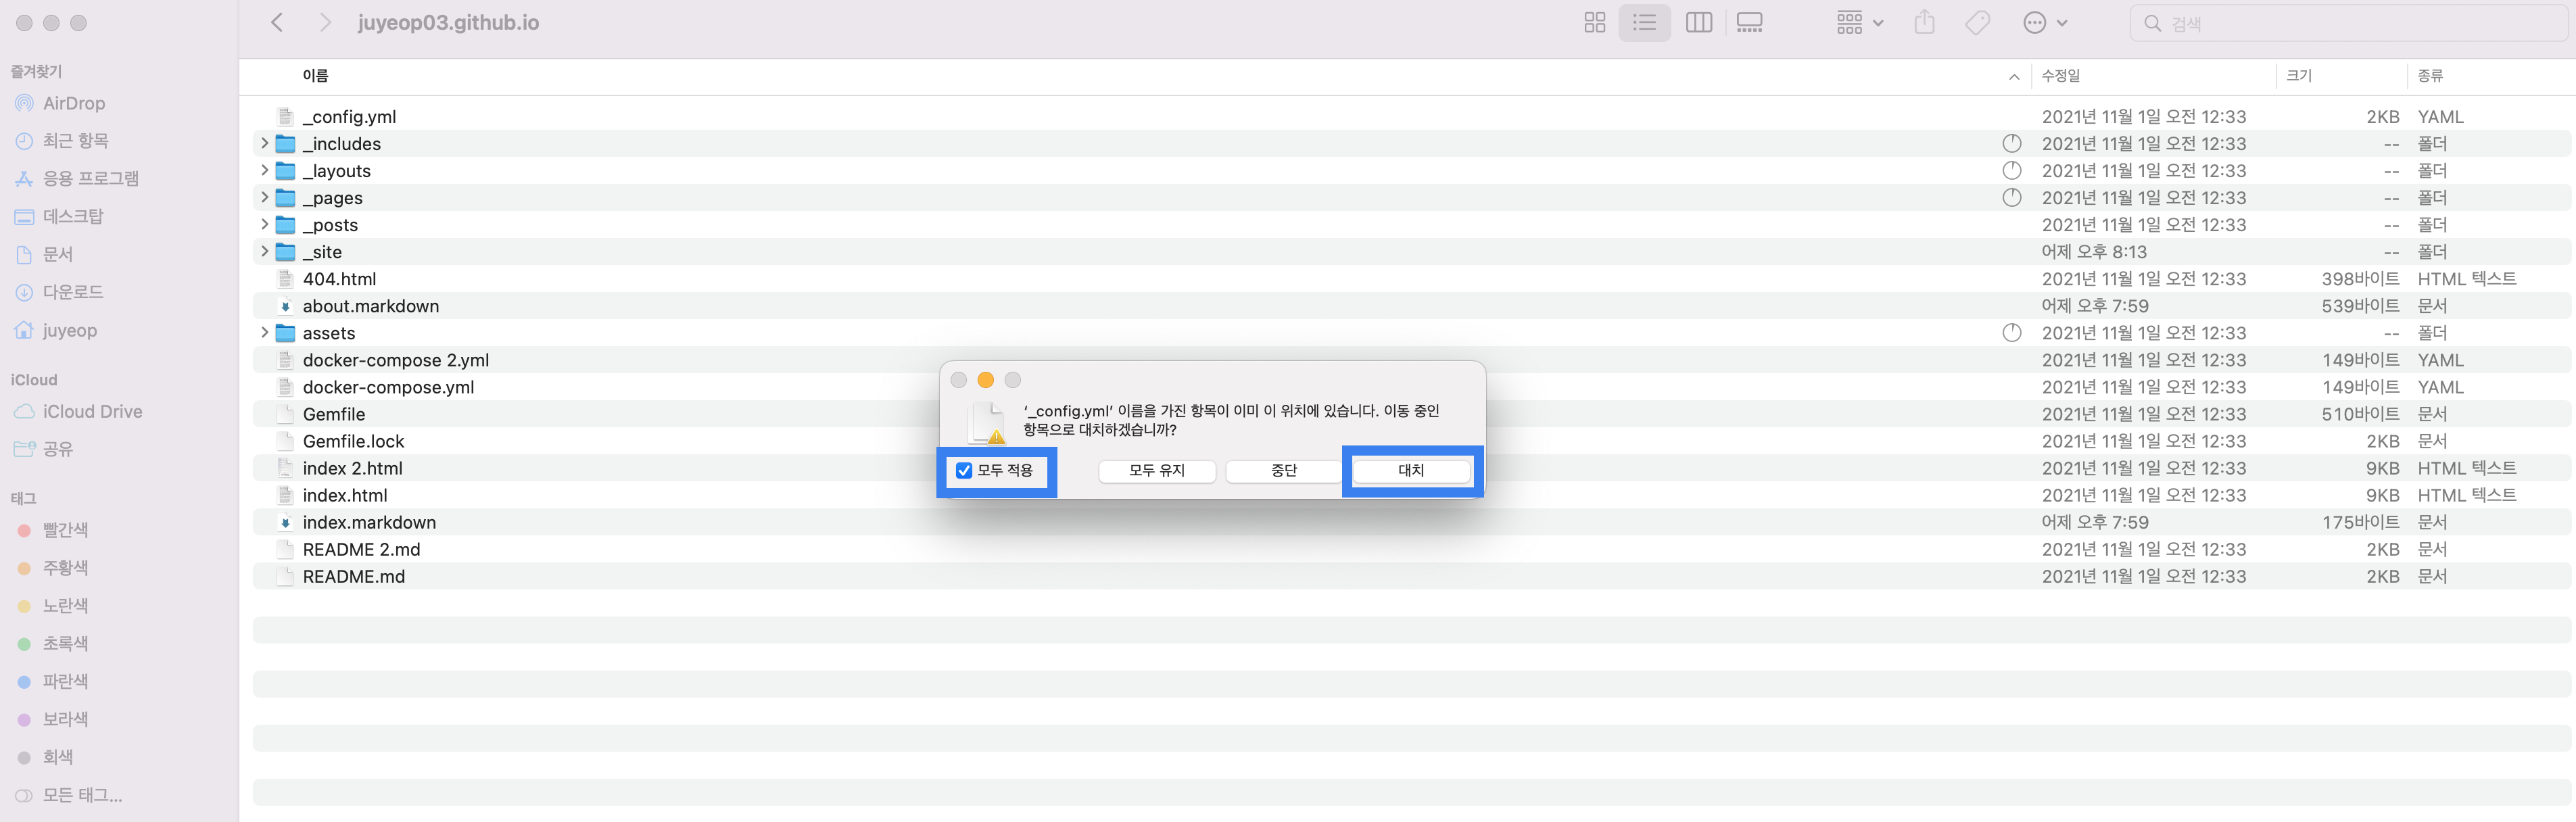 juyeop03.github.io
검색
즐겨찾기
AirDrop
최근 항목
응용 프로그램
데스크탑
문서
다운로드
juyeop
iCloud
iCloud Drive
공유
태그
빨간색
주황색
노란색
초록색
파란색
보라색
회색
모든 태그...
이름 수정일 크기 종류
_config.yml 2021년 11월 1일 오전 12:33 2KB YAML
_includes 2021년 11월 1일 오전 12:33 -- 폴더
_layouts 2021년 11월 1일 오전 12:33 -- 폴더
_pages 2021년 11월 1일 오전 12:33 -- 폴더
_posts 2021년 11월 1일 오전 12:33 -- 폴더
_site 어제 오후 8:13 -- 폴더
404.html 2021년 11월 1일 오전 12:33 398바이트 HTML 텍스트
about.markdown 어제 오후 7:59 539바이트 문서
assets 2021년 11월 1일 오전 12:33 -- 폴더
docker-compose 2.yml 2021년 11월 1일 오전 12:33 149바이트 YAML
docker-compose.yml 2021년 11월 1일 오전 12:33 149바이트 YAML
Gemfile 2021년 11월 1일 오전 12:33 510바이트 문서
Gemfile.lock 2021년 11월 1일 오전 12:33 2KB 문서
index 2.html 2021년 11월 1일 오전 12:33 9KB HTML 텍스트
index.html 2021년 11월 1일 오전 12:33 9KB HTML 텍스트
index.markdown 어제 오후 7:59 175바이트 문서
README 2.md 2021년 11월 1일 오전 12:33 2KB 문서
README.md 2021년 11월 1일 오전 12:33 2KB 문서
‘_config.yml’ 이름을 가진 항목이 이미 이 위치에 있습니다. 이동 중인
항목으로 대치하겠습니까?
모두 적용 모두 유지 중단 대치